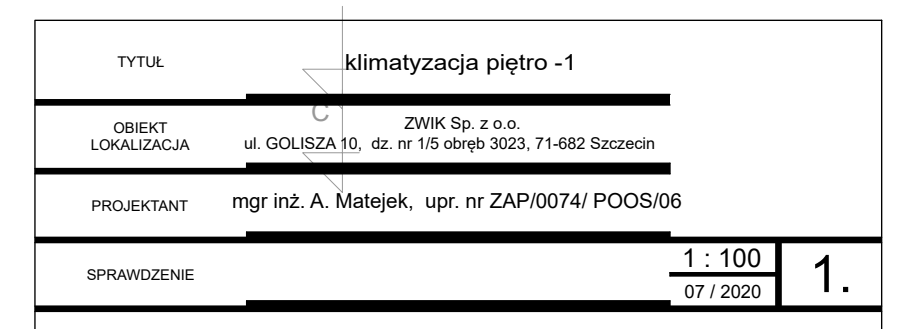 TYTUŁ
klimatyzacja piętro -1
C
OBIEKT
LOKALIZACJA
ZWIK Sp. z o.o.
ul. GOLISZA 10, dz. nr 1/5 obręb 3023, 71-682 Szczecin
PROJEKTANT
mgr inż. A. Matejek, upr. nr ZAP/0074/ POOS/06
SPRAWDZENIE
1 : 100
07 / 2020
1.